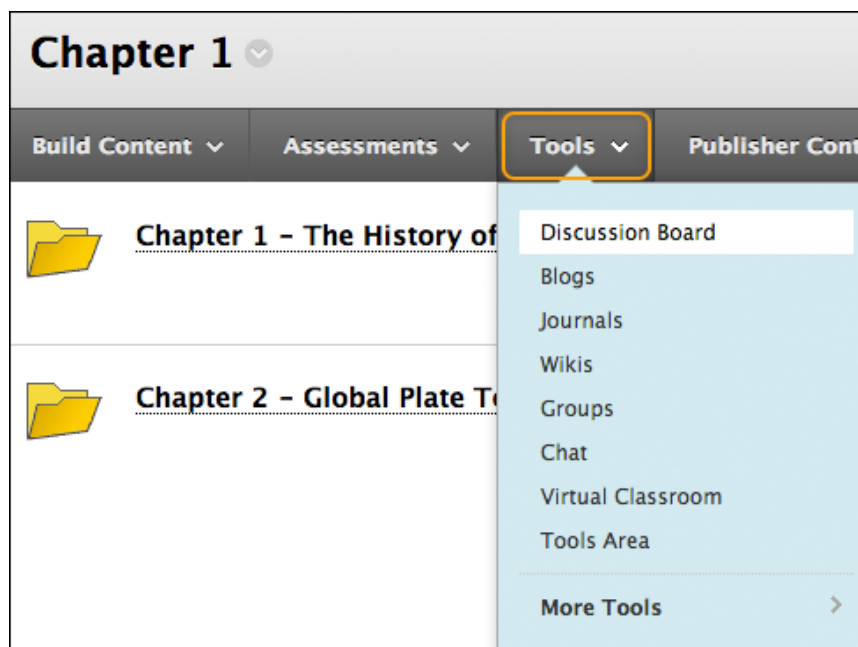 Chapter 1
Build Content
Assessments
Tools
Publisher
Chapter 1 – The History of
Chapter 2 – Global Plate
Discussion Board
Blogs
Journals
Wikis
Groups
Chat
Virtual Classroom
Tools Area
More Tools